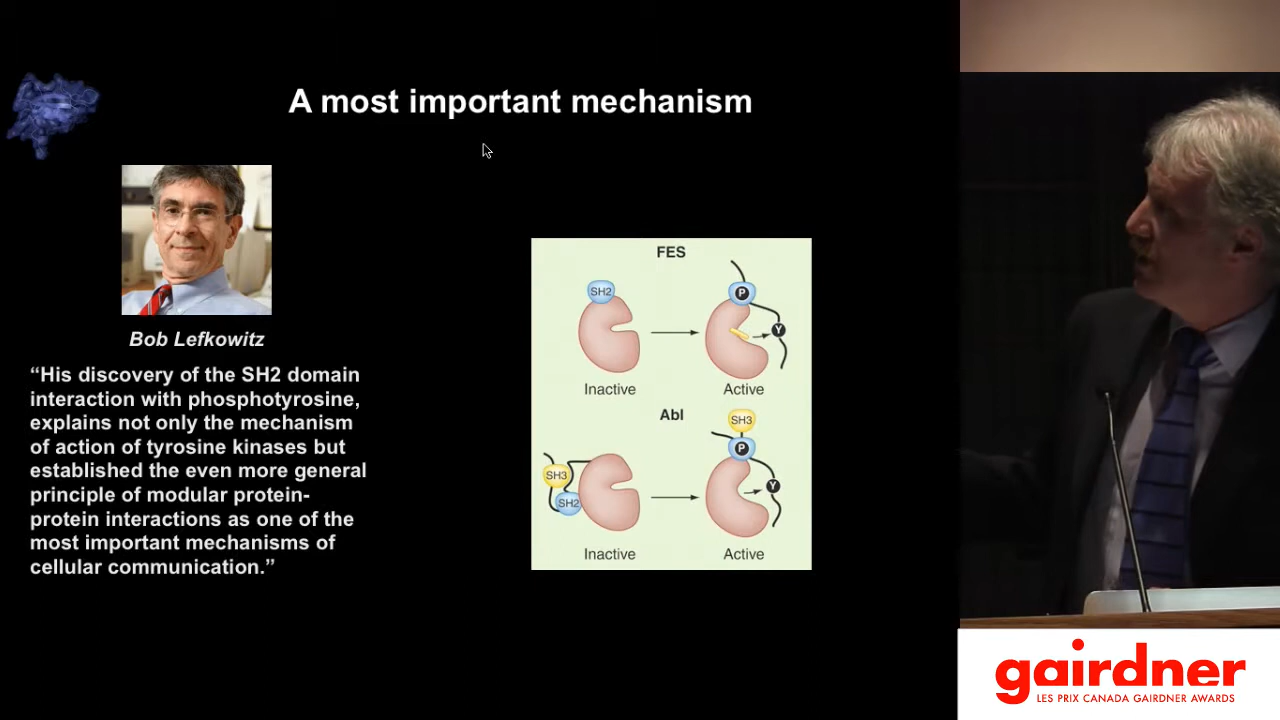 A most important mechanism
Bob Lefkowitz
“His discovery of the SH2 domain
interaction with phosphotyrosine,
explains not only the mechanism
of action of tyrosine kinases but
established the even more general
principle of modular protein-
protein interactions as one of the
most important mechanisms of
cellular communication.”
FES
SH2
P
Y
Inactive
Active
Abl
SH3
P
SH3
SH2
Y
Inactive
Active
gairdner
LES PRIX CANADA GAIRDNER AWARDS